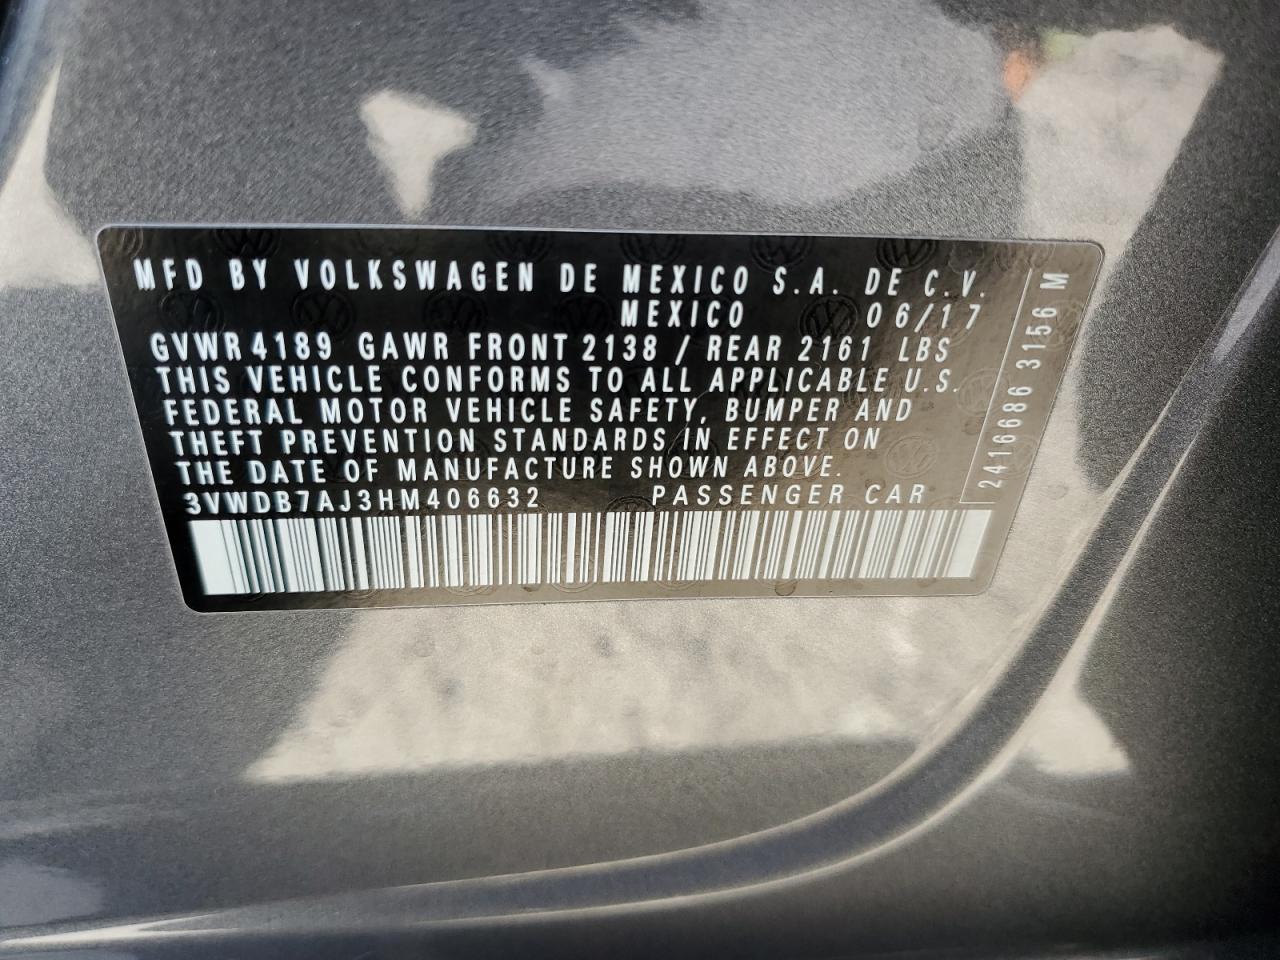 MFD BY VOLKSWAGEN DE MEXICO S.A. DE C.V.
MEXICO 06/17
GVWR 4189 GAWR FRONT 2138 / REAR 2161 LBS
THIS VEHICLE CONFORMS TO ALL APPLICABLE U.S.
FEDERAL MOTOR VEHICLE SAFETY, BUMPER AND
THEFT PREVENTION STANDARDS IN EFFECT ON
THE DATE OF MANUFACTURE SHOWN ABOVE.
3VWDB7AJ3HM406632 PASSENGER CAR
2416686 3156 M